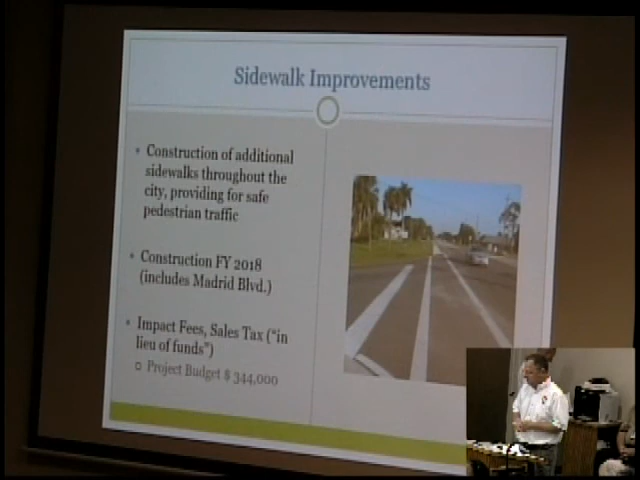 Sidewalk Improvements
Construction of additional
sidewalks throughout the
city, providing for safe
pedestrian traffic
Construction FY 2018
(includes Madrid Blvd.)
Impact Fees, Sales Tax ("in
lieu of funds")
Project Budget $ 344,000